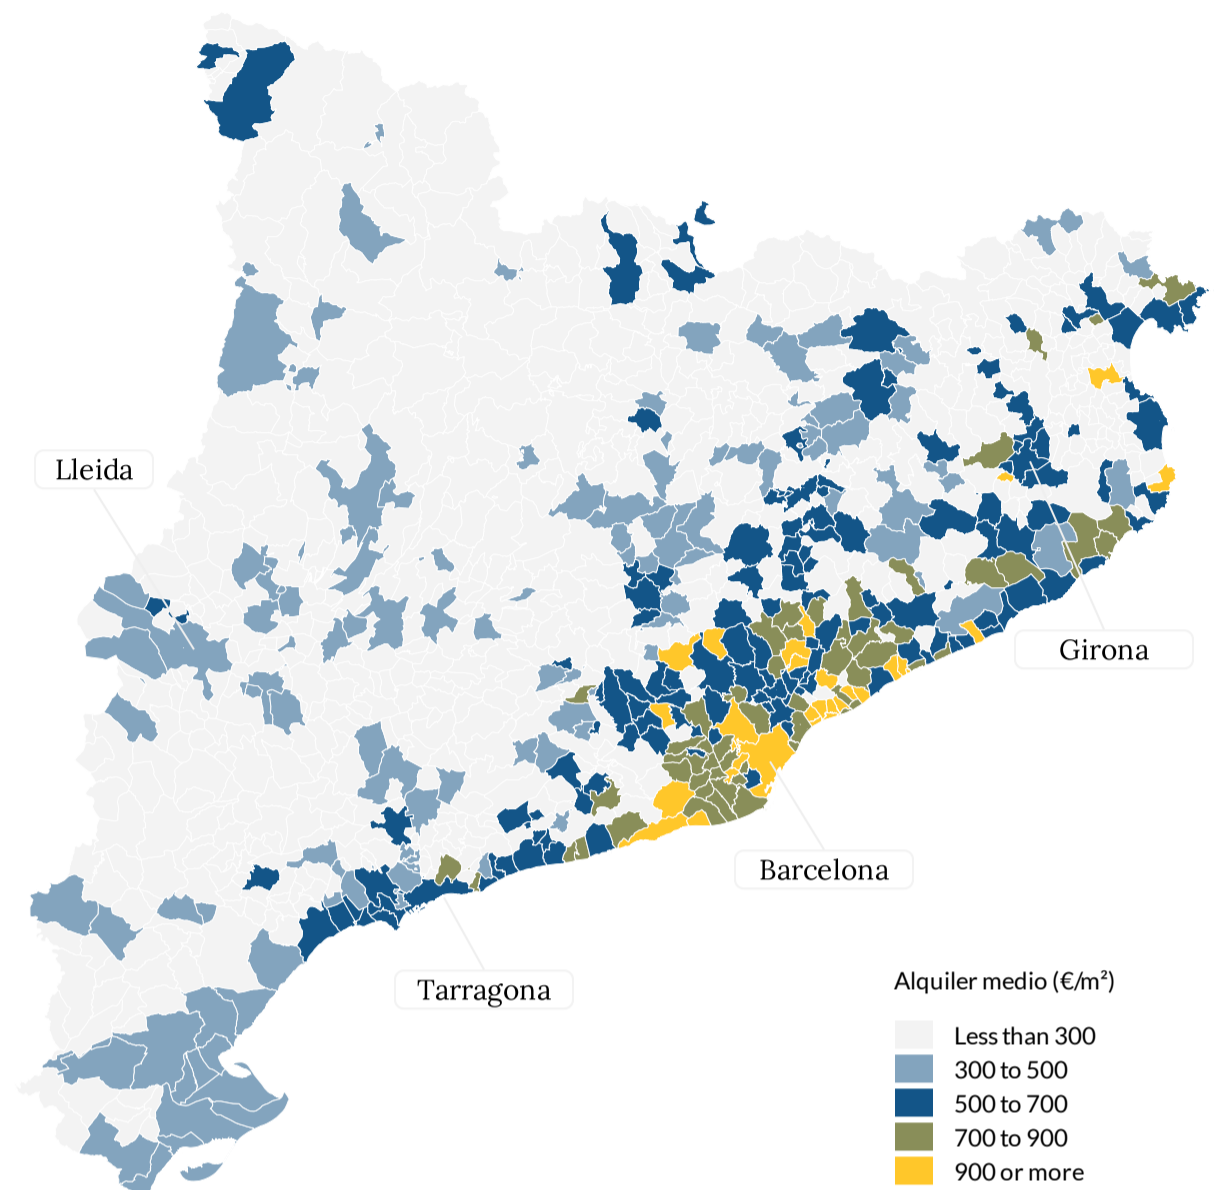 Lleida
Girona
Barcelona
Tarragona
Alquiler medio (€/m²)
Less than 300
300 to 500
500 to 700
700 to 900
900 or more